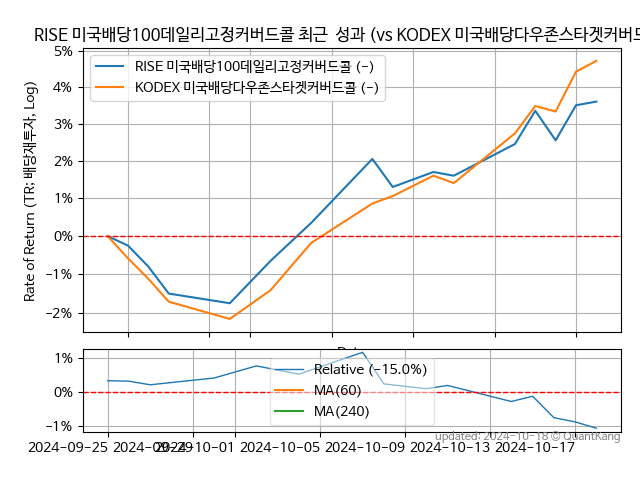 RISE 미국배당100데일리고정커버드콜 최근 성과 (vs KODEX 미국배당다우존스타겟커버드
5%
4%
3%
2%
1%
0%
−1%
−2%
Rate of Return (TR; 배당재투자, Log)
RISE 미국배당100데일리고정커버드콜 (-)
KODEX 미국배당다우존스타겟커버드콜 (-)
1%
0%
−1%
Relative (−15.0%)
MA(60)
MA(240)
updated: 2024-10-18 © QuantKang
2024-09-25 2024-09-29 2024-10-01 2024-10-05 2024-10-09 2024-10-13 2024-10-17